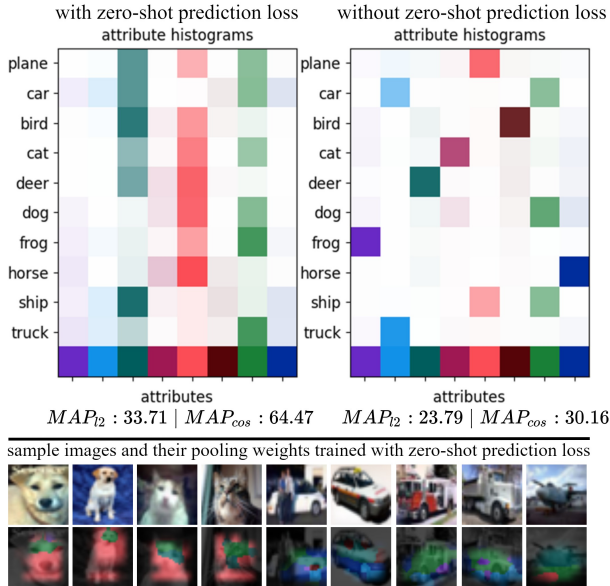 with zero-shot prediction loss
without zero-shot prediction loss
attribute histograms
attribute histograms
plane
car
bird
cat
deer
dog
frog
horse
ship
truck
plane
car
bird
cat
deer
dog
frog
horse
ship
truck
attributes
attributes
MAP_{l2} : 33.71 | MAP_{cos} : 64.47
MAP_{l2} : 23.79 | MAP_{cos} : 30.16
sample images and their pooling weights trained with zero-shot prediction loss